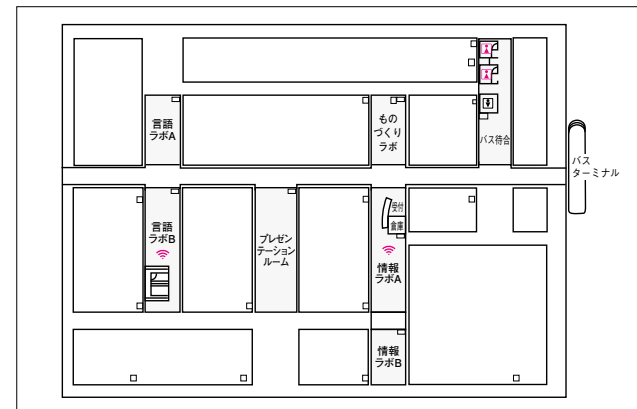 言語
ラボA
もの
づくり
ラボ
バス待合
バス
ターミナル
言語
ラボB
プレゼン
テーション
ルーム
受付
倉庫
情報
ラボA
情報
ラボB